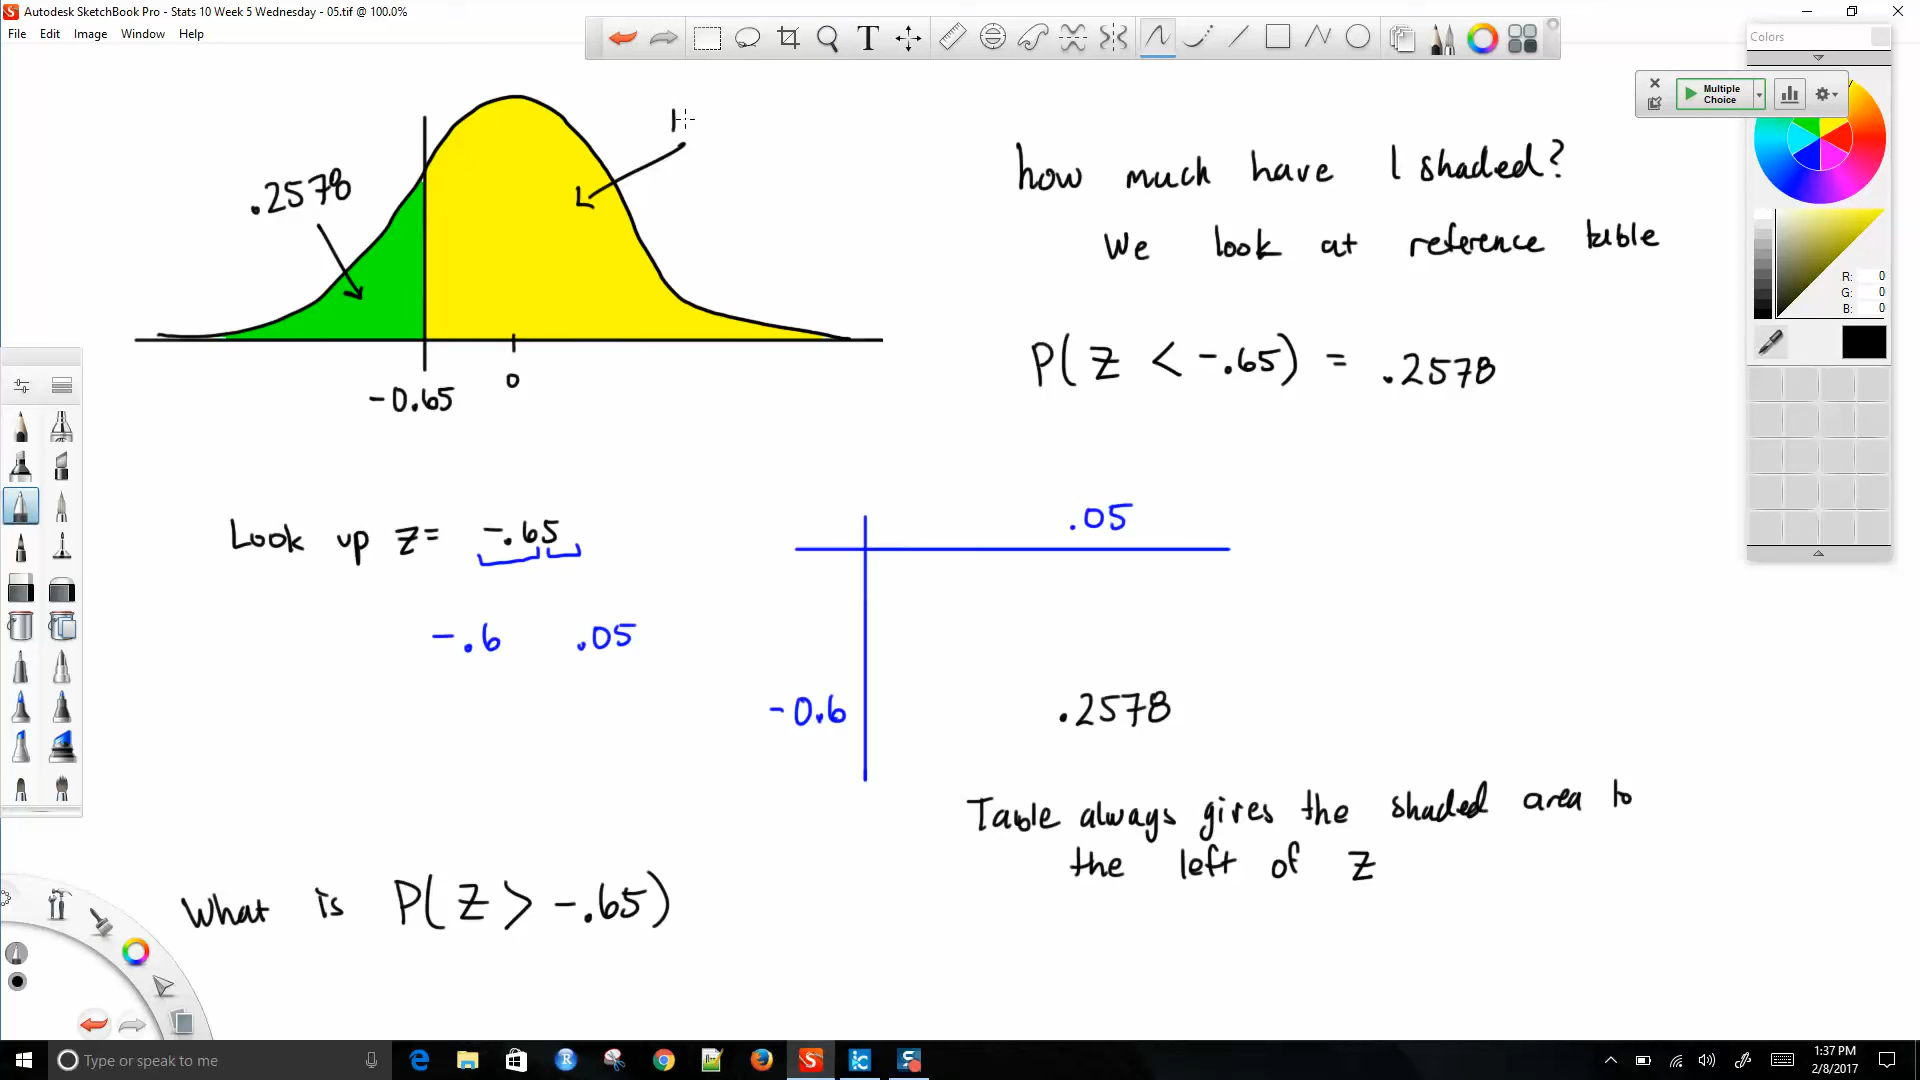 Autodesk SketchBook Pro - Stats 10 Week 5 Wednesday - 05.tif @ 100.0%
File Edit Image Window Help
T
Colors
Multiple Choice
R: 0
G: 0
B: 0
.2578
-0.65
0
how much have I shaded?
We look at reference table
P( Z < -.65) = .2578
Look up Z= -.65
-.6 .05
.05
-0.6
.2578
Table always gives the shaded area to
the left of Z
What is P( Z > -.65)
Type or speak to me
1:37 PM
2/8/2017